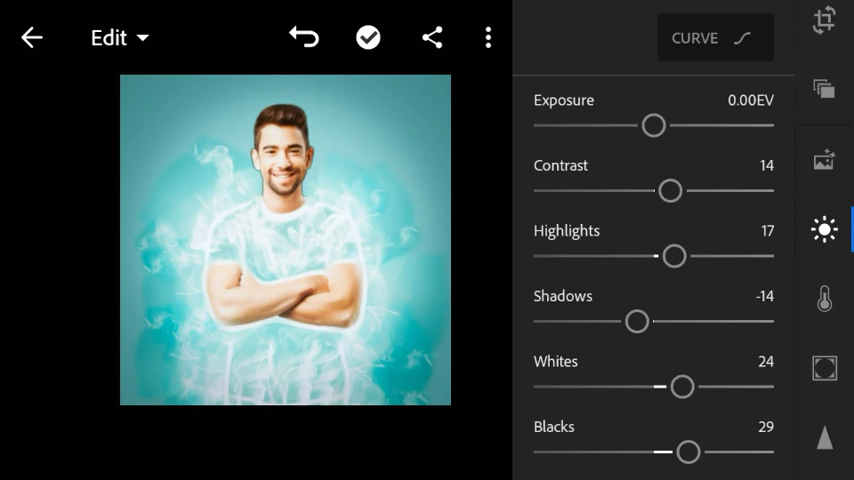 Edit
CURVE
Exposure 0.00EV
Contrast 14
Highlights 17
Shadows -14
Whites 24
Blacks 29